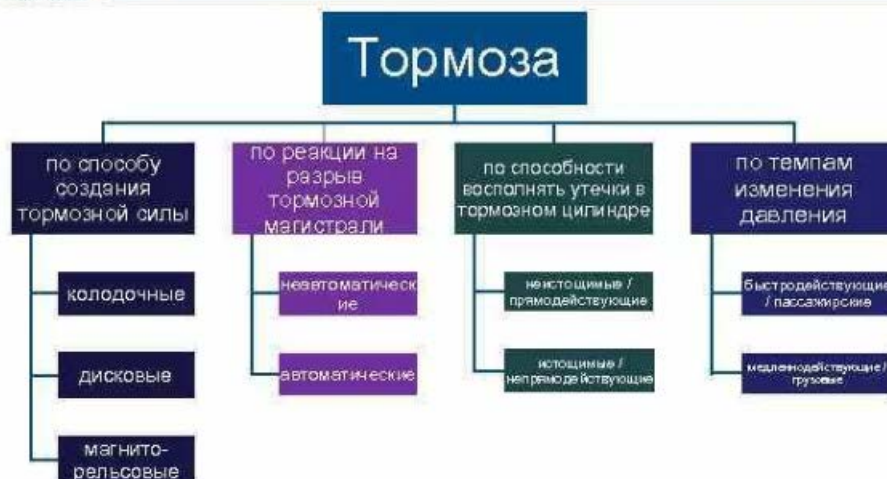 Тормоза
по способу
создания
тормозной силы
колодочные
дисковые
магнито-
рельсовые
по реакции на
разрыв
тормозной
магистрали
неавтоматическ
ие
автоматические
по способности
восполнять утечки в
тормозном цилиндре
неистощимые /
прямодействующие
истощимые /
непрямодействующие
по темпам
изменения
давления
быстродействующие
/ пассажирские
медленнодействующие /
грузовые